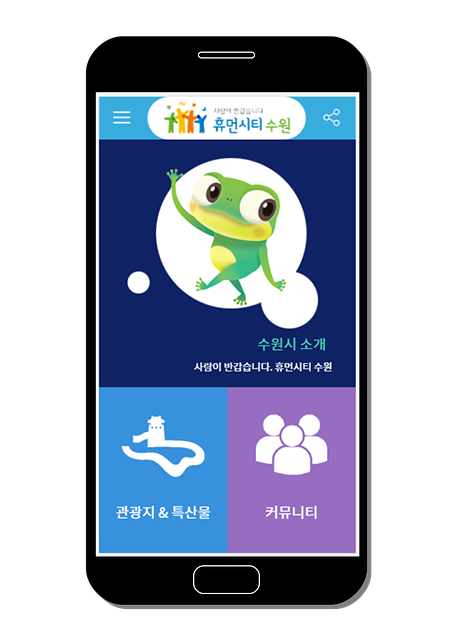 사람이 반갑습니다
휴먼시티 수원
수원시 소개
사람이 반갑습니다. 휴먼시티 수원
관광지 & 특산물
커뮤니티